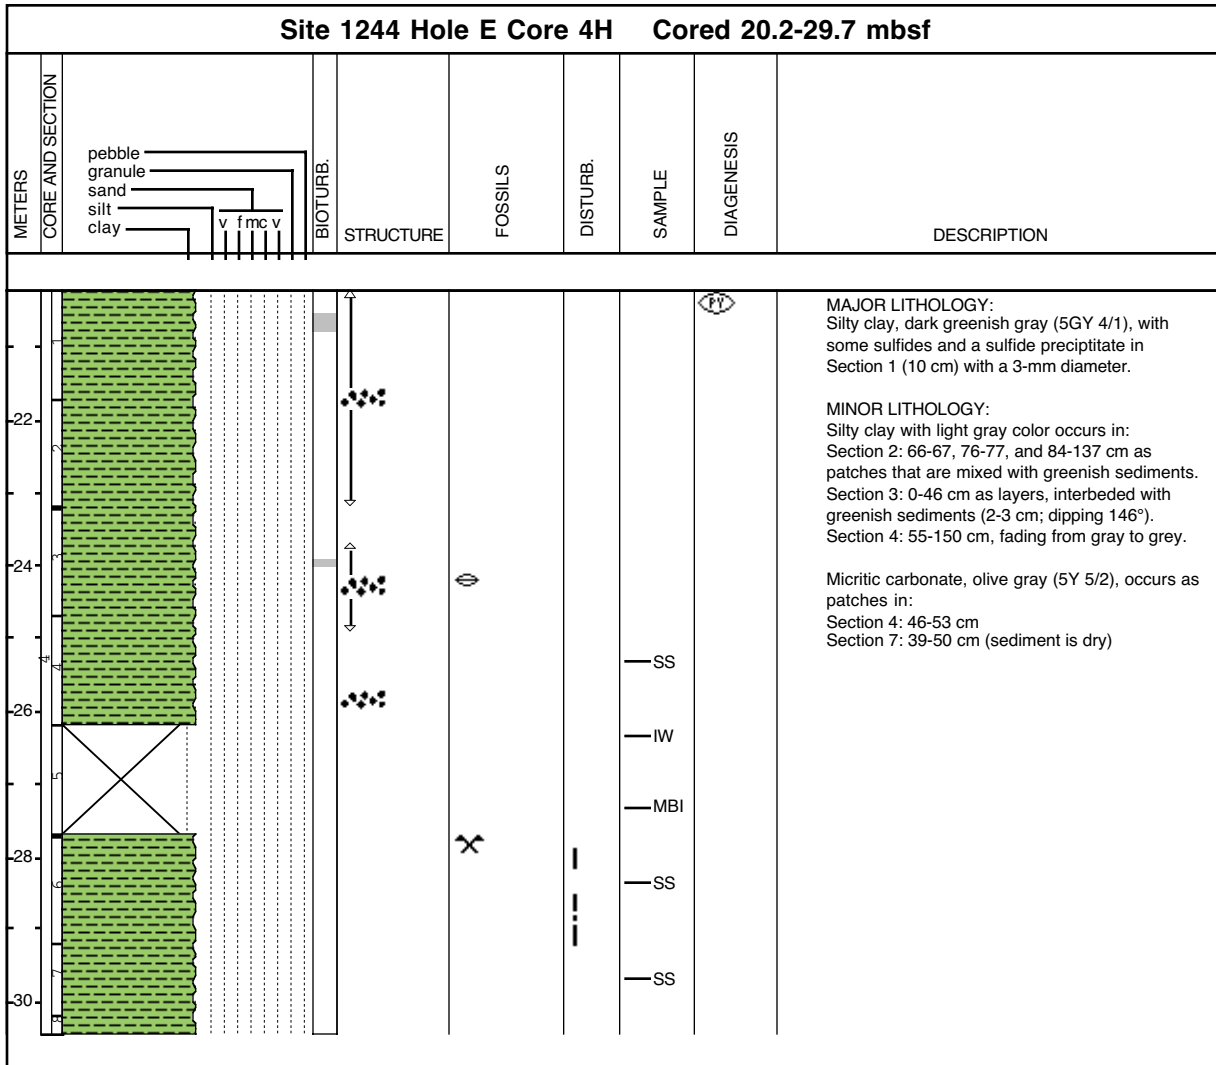 Site 1244 Hole E Core 4H Cored 20.2-29.7 mbsf
METERS
CORE AND SECTION
pebble
granule
sand
silt
clay
v f m c v
BIOTURB.
STRUCTURE
FOSSILS
DISTURB.
SAMPLE
DIAGENESIS
DESCRIPTION
PY
MAJOR LITHOLOGY:
Silty clay, dark greenish gray (5GY 4/1), with
some sulfides and a sulfide preciptitate in
Section 1 (10 cm) with a 3-mm diameter.
MINOR LITHOLOGY:
Silty clay with light gray color occurs in:
Section 2: 66-67, 76-77, and 84-137 cm as
patches that are mixed with greenish sediments.
Section 3: 0-46 cm as layers, interbeded with
greenish sediments (2-3 cm; dipping 146°).
Section 4: 55-150 cm, fading from gray to grey.
Micritic carbonate, olive gray (5Y 5/2), occurs as
patches in:
Section 4: 46-53 cm
Section 7: 39-50 cm (sediment is dry)
1
22
2
3
24
4
4
SS
26
IW
5
MBI
28
6
SS
7
SS
30
8